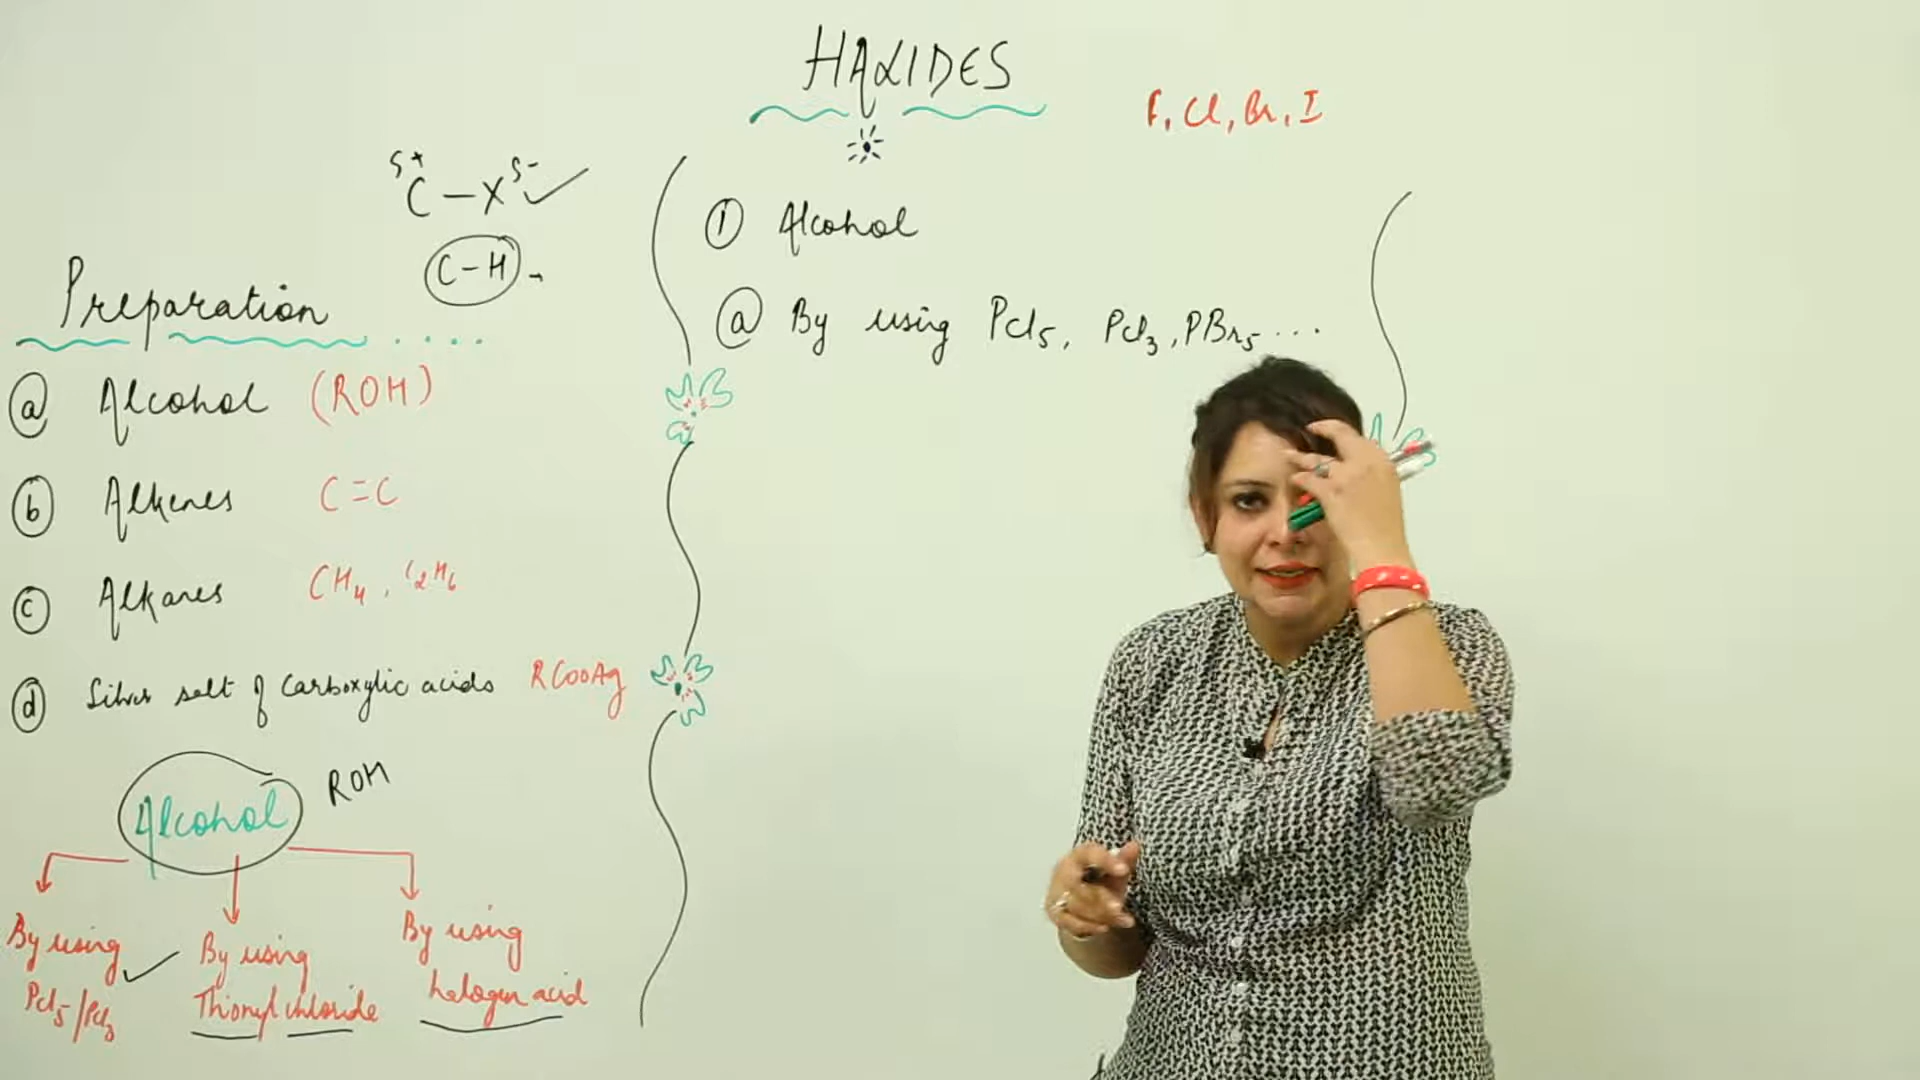 HALIDES
F, Cl, Br, I
δ+ C – X δ-
C – H
Preparation
a Alcohol (ROH)
b Alkenes C=C
c Alkanes CH4, C2H6
d Silver salt of carboxylic acids RCOOAg
Alcohol ROH
By using PCl5/PCl3
By using Thionyl chloride
By using halogen acid
1 Alcohol
a By using PCl5, PCl3, PBr5 ...